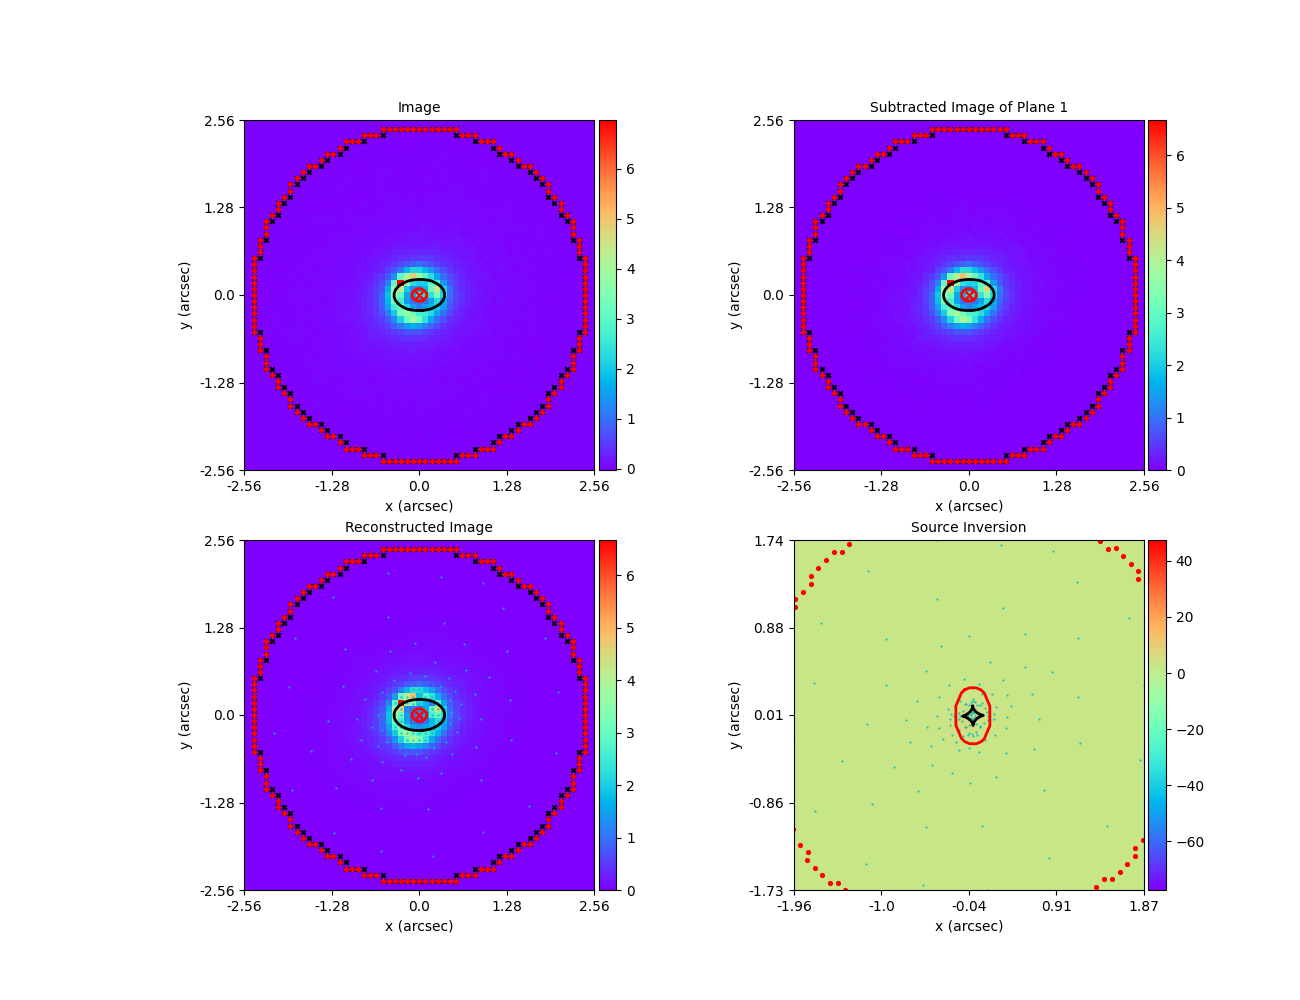 Image
2.56
1.28
0.0
-1.28
-2.56
y (arcsec)
-2.56 -1.28 0.0 1.28 2.56
x (arcsec)
6
5
4
3
2
1
0
Subtracted Image of Plane 1
2.56
1.28
0.0
-1.28
-2.56
y (arcsec)
-2.56 -1.28 0.0 1.28 2.56
x (arcsec)
6
5
4
3
2
1
0
Reconstructed Image
2.56
1.28
0.0
-1.28
-2.56
y (arcsec)
-2.56 -1.28 0.0 1.28 2.56
x (arcsec)
6
5
4
3
2
1
0
Source Inversion
1.74
0.88
0.01
-0.86
-1.73
y (arcsec)
-1.96 -1.0 -0.04 0.91 1.87
x (arcsec)
40
20
0
−20
−40
−60